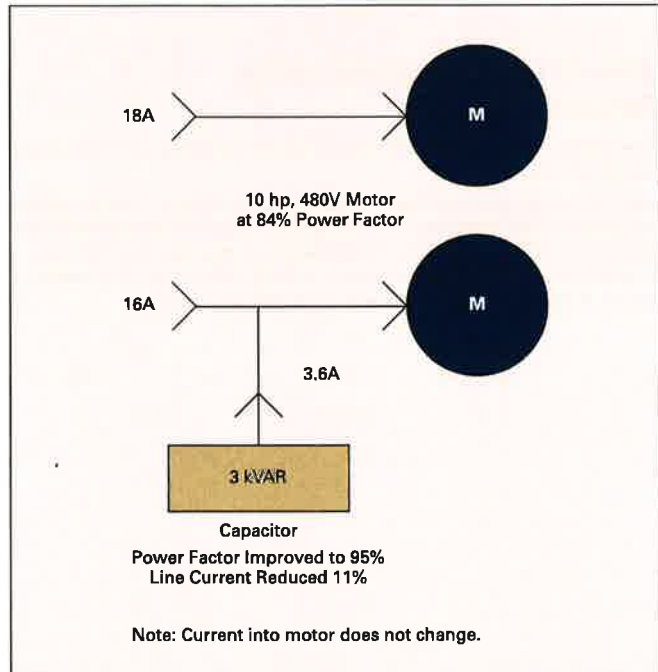 18A
M
10 hp, 480V Motor
at 84% Power Factor
16A
M
3.6A
3 kVAR
Capacitor
Power Factor Improved to 95%
Line Current Reduced 11%
Note: Current into motor does not change.